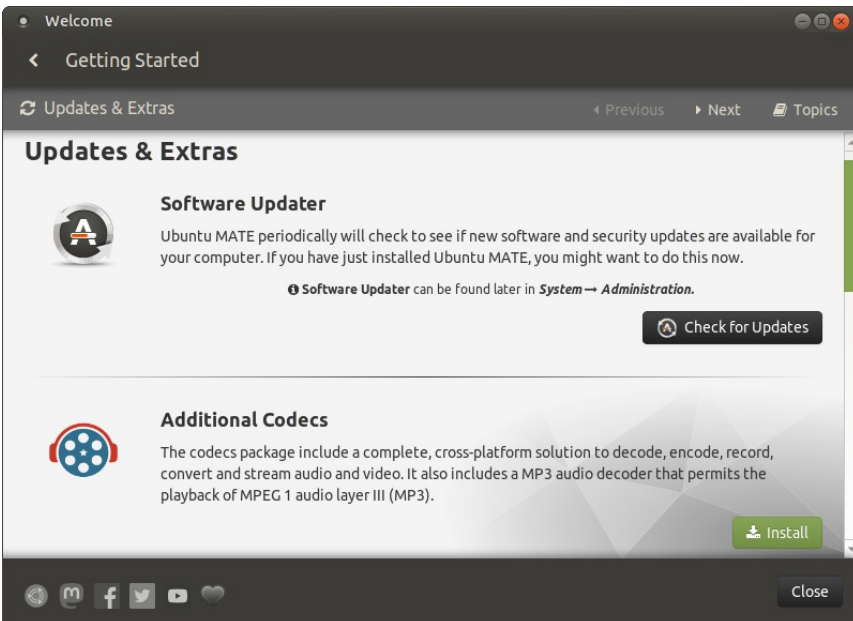 Welcome
Getting Started
Updates & Extras
Previous
Next
Topics
Updates & Extras
Software Updater
Ubuntu MATE periodically will check to see if new software and security updates are available for
your computer. If you have just installed Ubuntu MATE, you might want to do this now.
Software Updater can be found later in System→ Administration.
Check for Updates
Additional Codecs
The codecs package include a complete, cross-platform solution to decode, encode, record,
convert and stream audio and video. It also includes a MP3 audio decoder that permits the
playback of MPEG 1 audio layer III (MP3).
Install
Close